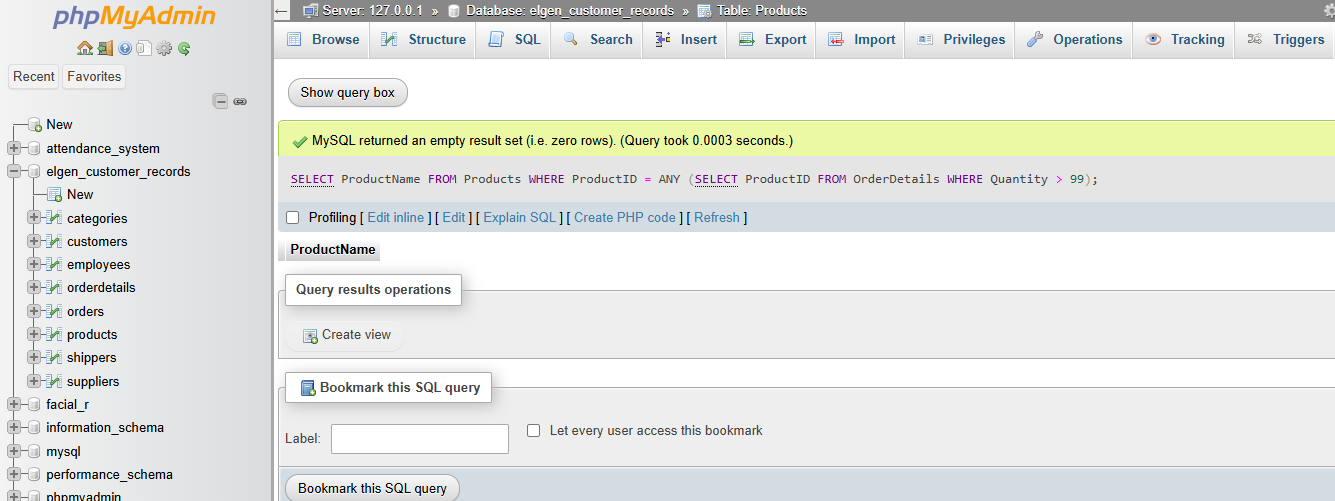 phpMyAdmin
Recent Favorites
New
attendance_system
elgen_customer_records
New
categories
customers
employees
orderdetails
orders
products
shippers
suppliers
facial_r
information_schema
mysql
performance_schema
phpmyadmin
Server: 127.0.0.1 » Database: elgen_customer_records » Table: Products
Browse Structure SQL Search Insert Export Import Privileges Operations Tracking Triggers
Show query box
MySQL returned an empty result set (i.e. zero rows). (Query took 0.0003 seconds.)
SELECT ProductName FROM Products WHERE ProductID = ANY (SELECT ProductID FROM OrderDetails WHERE Quantity > 99);
Profiling [ Edit inline ] [ Edit ] [ Explain SQL ] [ Create PHP code ] [ Refresh ]
ProductName
Query results operations
Create view
Bookmark this SQL query
Label:
Let every user access this bookmark
Bookmark this SQL query